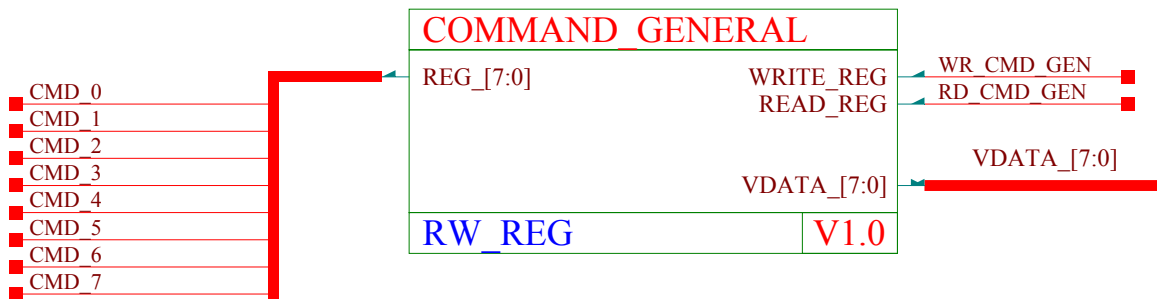 COMMAND_GENERAL
REG_[7:0]
WRITE_REG
READ_REG
VDATA_[7:0]
RW_REG
V1.0
CMD_0
CMD_1
CMD_2
CMD_3
CMD_4
CMD_5
CMD_6
CMD_7
WR_CMD_GEN
RD_CMD_GEN
VDATA_[7:0]